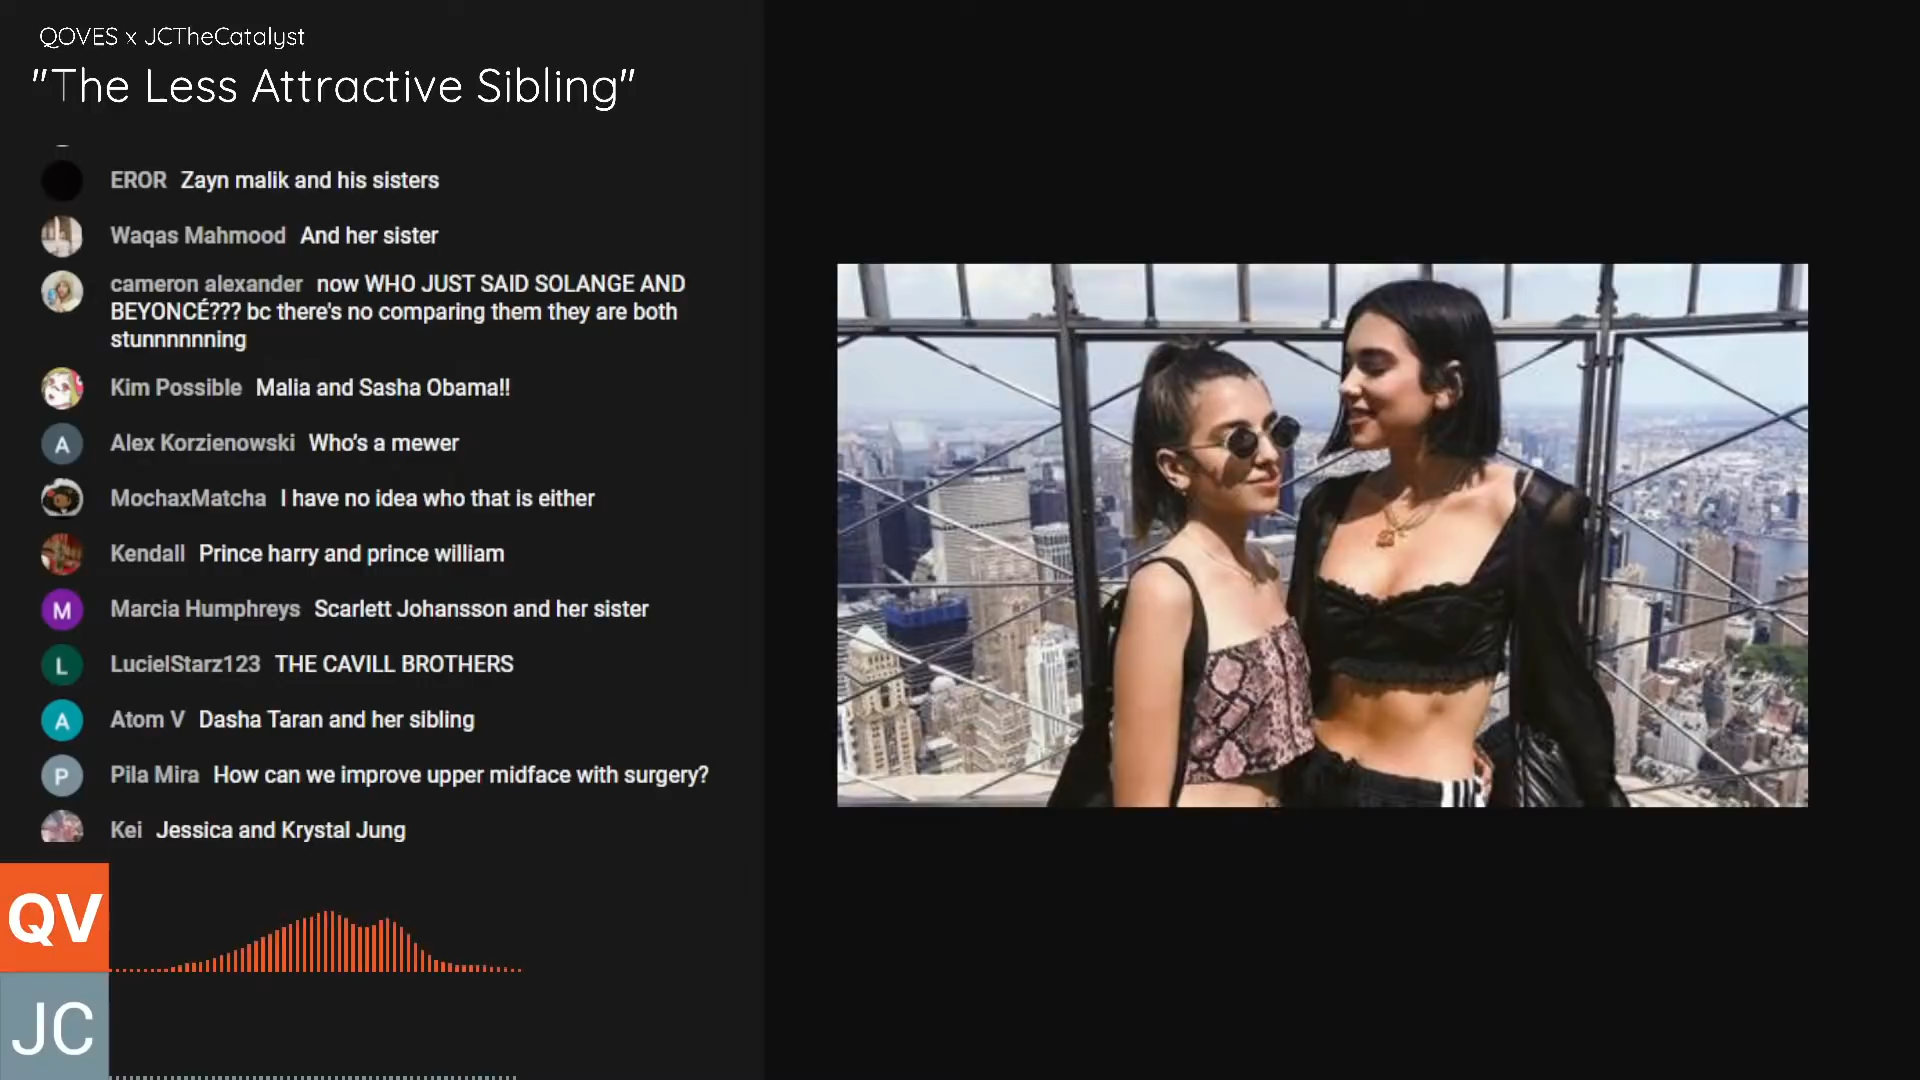 QOVES x JCTheCatalyst
"The Less Attractive Sibling"
EROR Zayn malik and his sisters
Waqas Mahmood And her sister
cameron alexander now WHO JUST SAID SOLANGE AND
BEYONCÉ??? bc there's no comparing them they are both
stunnnnnning
Kim Possible Malia and Sasha Obama!!
A Alex Korzienowski Who's a mewer
MochaxMatcha I have no idea who that is either
Kendall Prince harry and prince william
M Marcia Humphreys Scarlett Johansson and her sister
L LucielStarz123 THE CAVILL BROTHERS
A Atom V Dasha Taran and her sibling
P Pila Mira How can we improve upper midface with surgery?
Kei Jessica and Krystal Jung
QV
JC